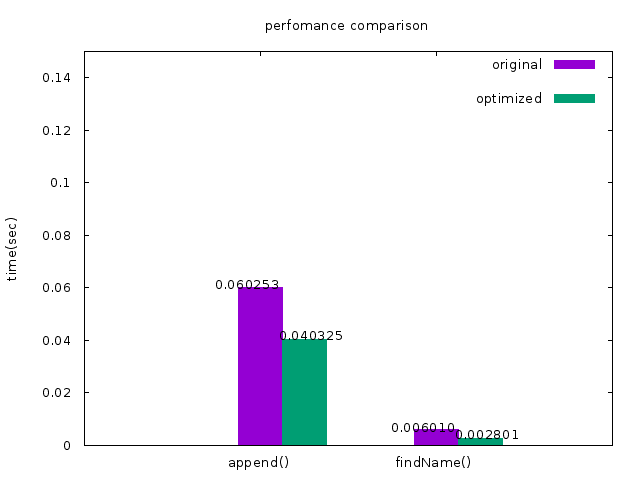 perfomance comparison
original
optimized
time(sec)
0.14
0.12
0.1
0.08
0.06
0.04
0.02
0
0.060253
0.040325
0.006010
0.002801
append()
findName()